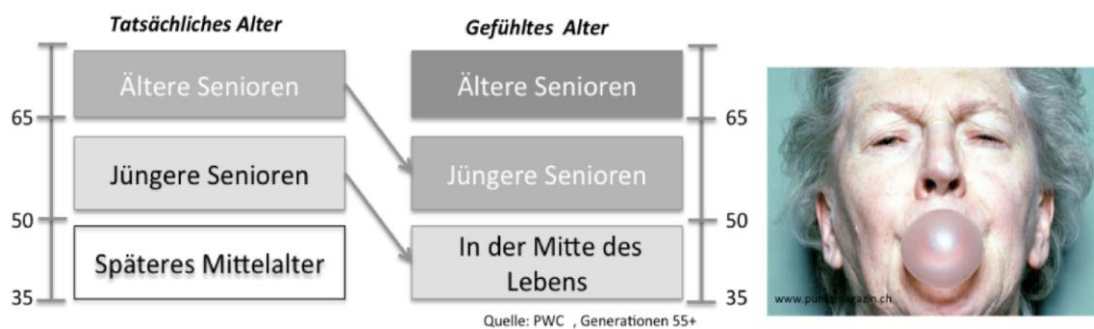 Tatsächliches Alter
Gefühltes Alter
Ältere Senioren
Ältere Senioren
65
65
Jüngere Senioren
Jüngere Senioren
50
50
Späteres Mittelalter
In der Mitte des
Lebens
35
35
Quelle: PWC , Generationen 55+